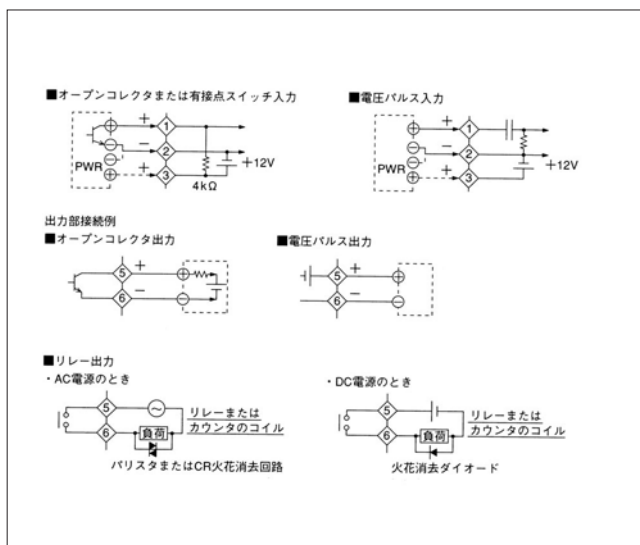 ■オープンコレクタまたは有接点スイッチ入力
+
1
−
2
PWR
+
3
4kΩ
+12V
■電圧パルス入力
+
1
−
2
PWR
+
3
+12V
出力部接続例
■オープンコレクタ出力
5
+
6
−
■電圧パルス出力
5
+
6
−
■リレー出力
・AC電源のとき
5
6
負荷
リレーまたは
カウンタのコイル
バリスタまたはCR火花消去回路
・DC電源のとき
5
6
負荷
リレーまたは
カウンタのコイル
火花消去ダイオード